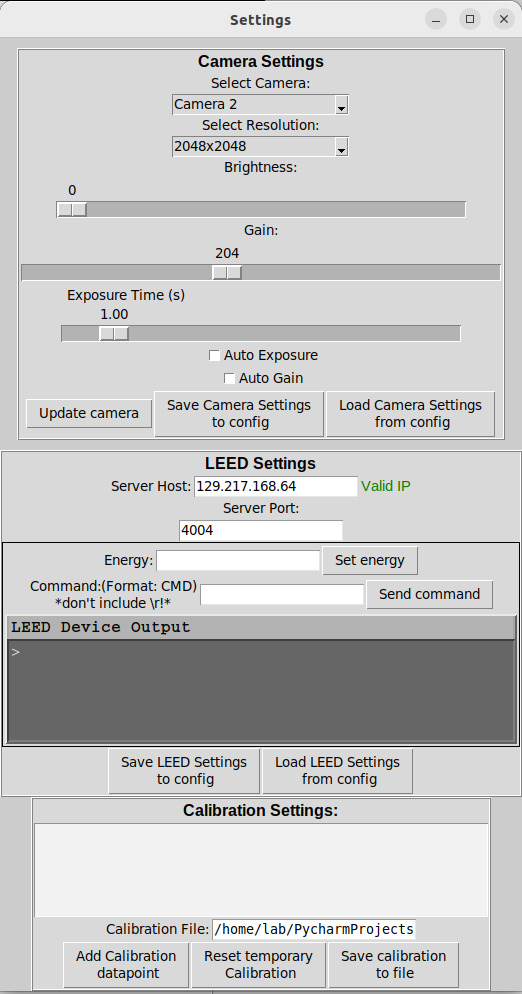 Settings
Camera Settings
Select Camera:
Camera 2
Select Resolution:
2048x2048
Brightness:
0
Gain:
204
Exposure Time (s)
1.00
Auto Exposure
Auto Gain
Update camera
Save Camera Settings
to config
Load Camera Settings
from config
LEED Settings
Server Host: 129.217.168.64 Valid IP
Server Port:
4004
Energy: Set energy
Command:(Format: CMD)
*don't include \r!*
Send command
LEED Device Output
>
Save LEED Settings
to config
Load LEED Settings
from config
Calibration Settings:
Calibration File: /home/lab/PycharmProjects
Add Calibration
datapoint
Reset temporary
Calibration
Save calibration
to file